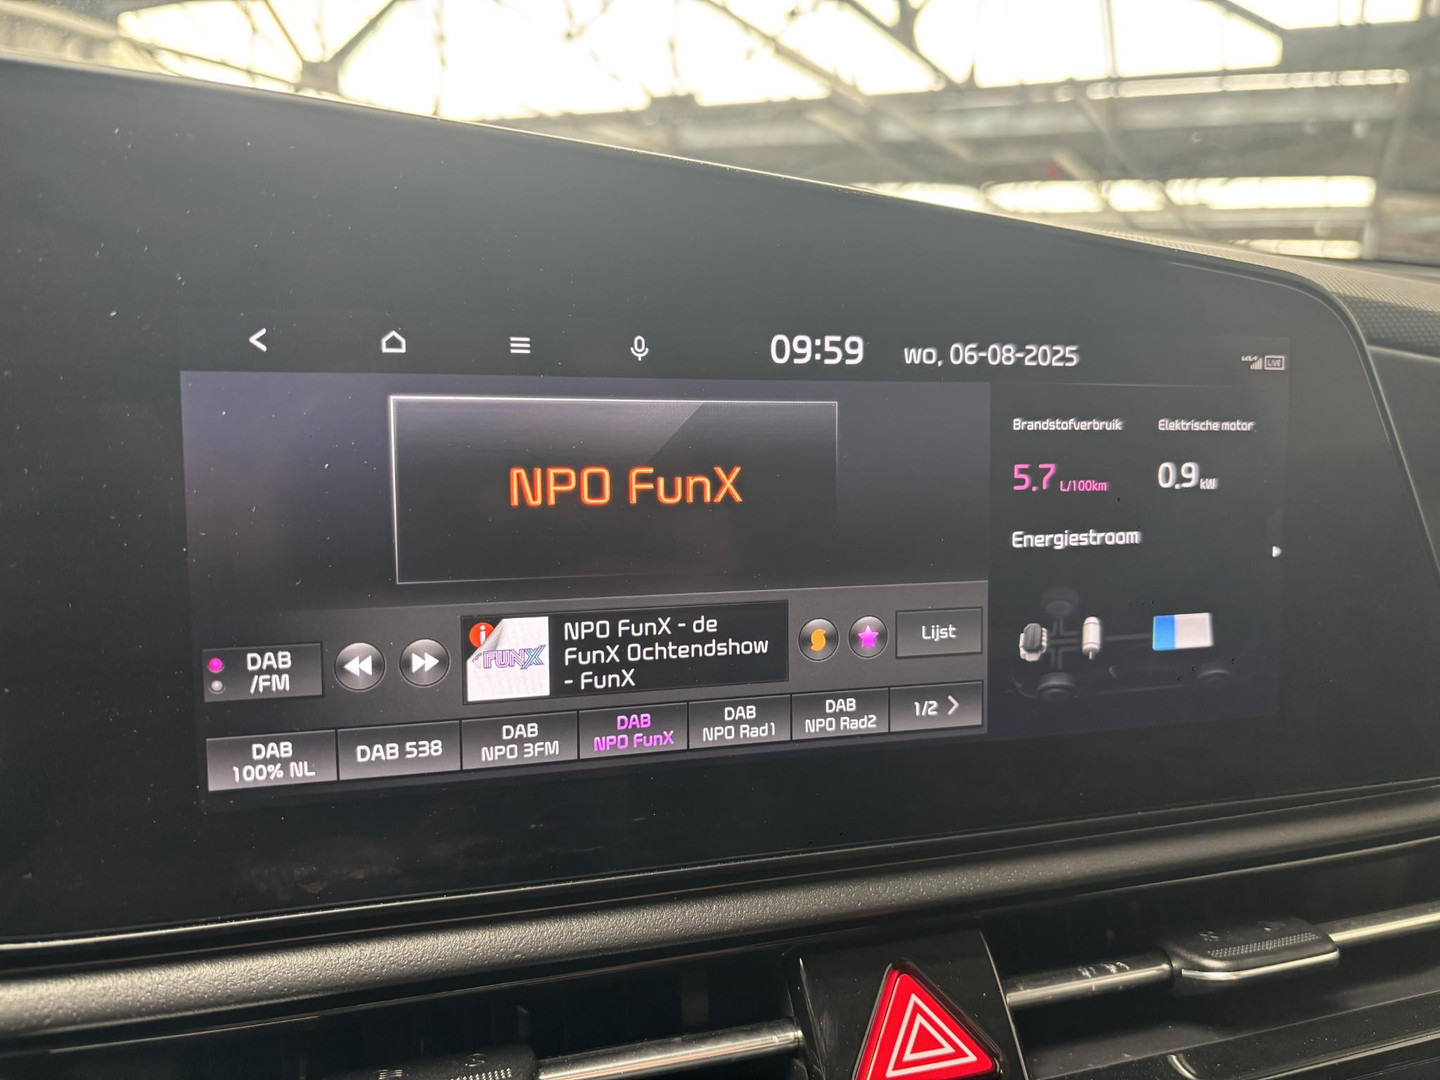 09:59
wo, 06-08-2025
LIVE
NPO FunX
Brandstofverbruik
Elektrische motor
5.7 L/100km
0.9 kW
Energiestroom
DAB
/FM
FUNX
NPO FunX - de
FunX Ochtendshow
- FunX
Lijst
DAB
100% NL
DAB 538
DAB
NPO 3FM
DAB
NPO FunX
DAB
NPO Rad1
DAB
NPO Rad2
1/2